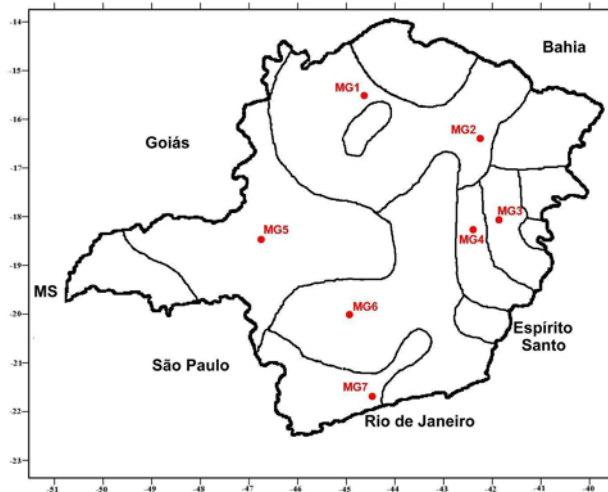 -14
Bahia
-15
MG1
-16
MG2
Goiás
-17
-18
MG3
MG5
MG4
-19
MS
-20
MG6
Espírito
Santo
São Paulo
-21
MG7
-22
Rio de Janeiro
-23
-51 -50 -49 -48 -47 -46 -45 -44 -43 -42 -41 -40